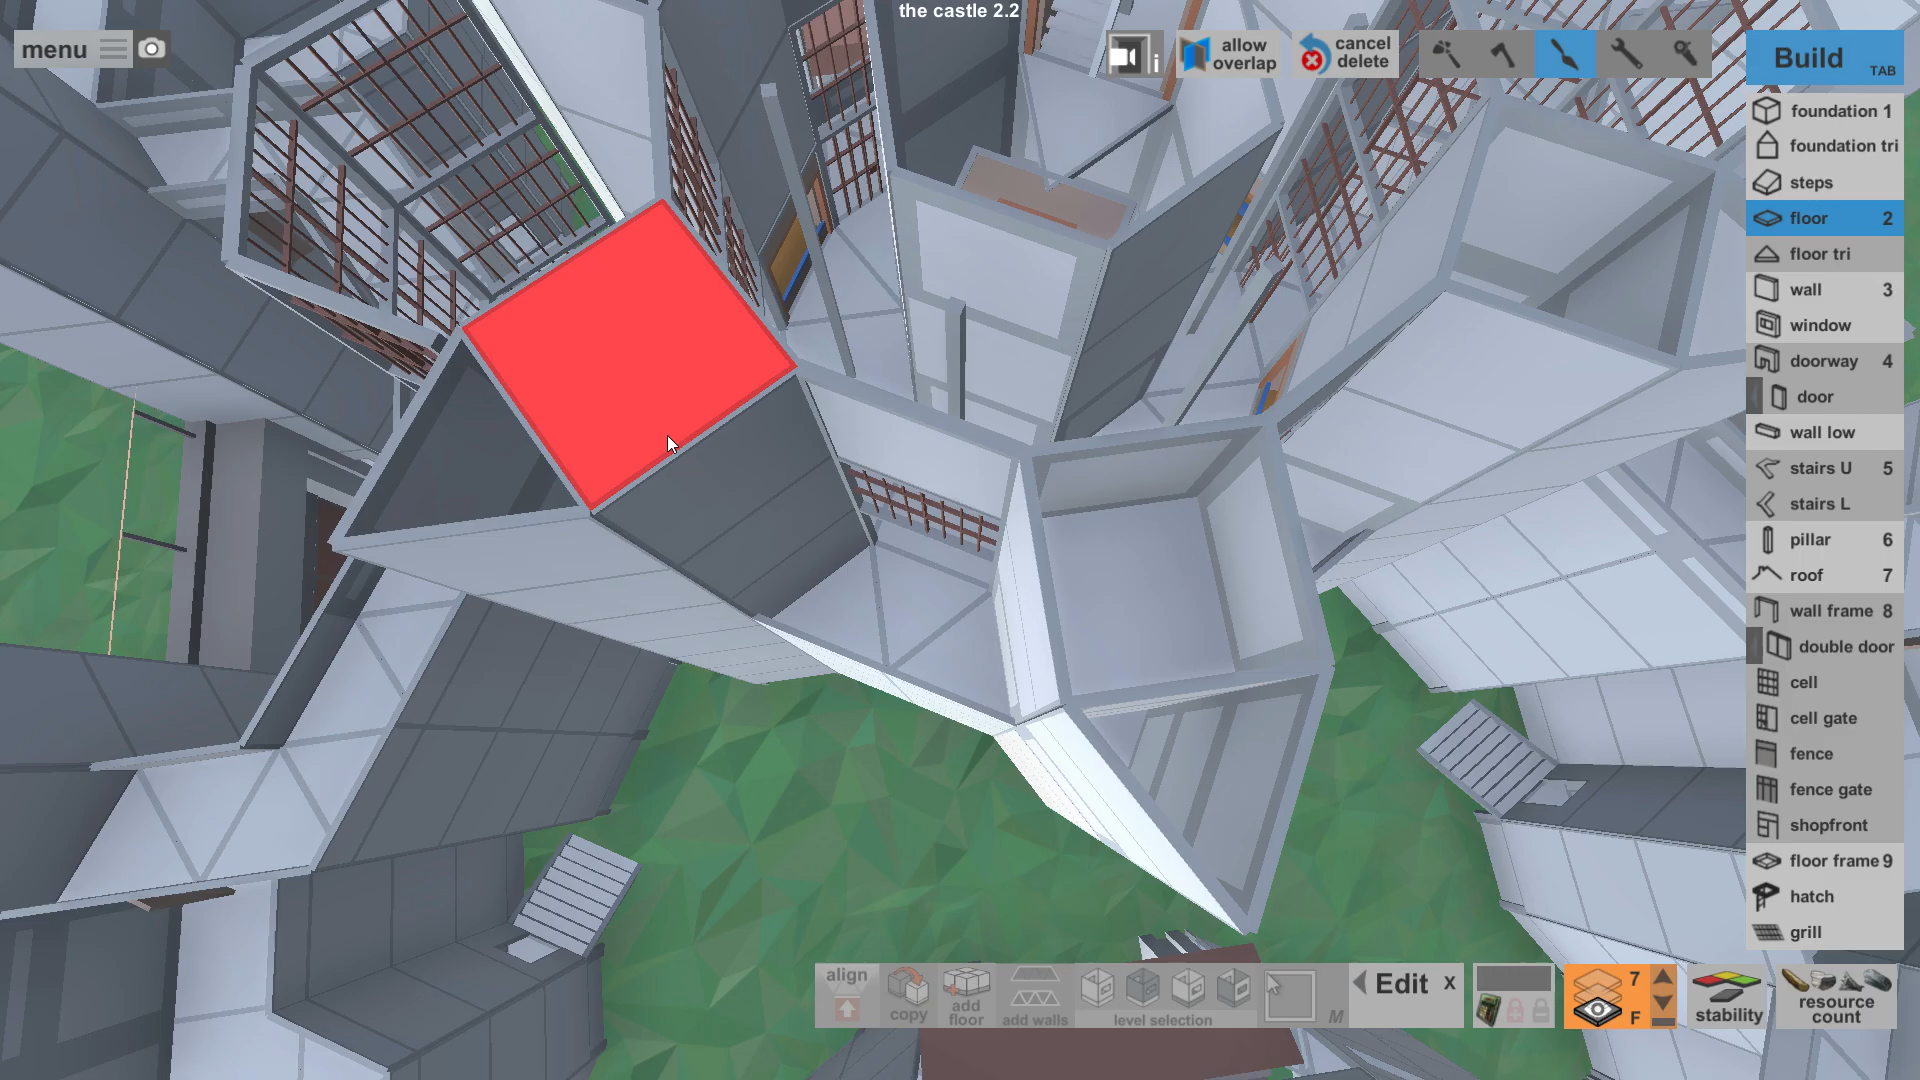 the castle 2.2
menu
i
allow
overlap
cancel
delete
Build
TAB
foundation 1
foundation tri
steps
floor 2
floor tri
wall 3
window
doorway 4
door
wall low
stairs U 5
stairs L
pillar 6
roof 7
wall frame 8
double door
cell
cell gate
fence
fence gate
shopfront
floor frame 9
hatch
grill
align
copy
add
floor
add walls
level selection
M
Edit x
7
F
stability
resource
count